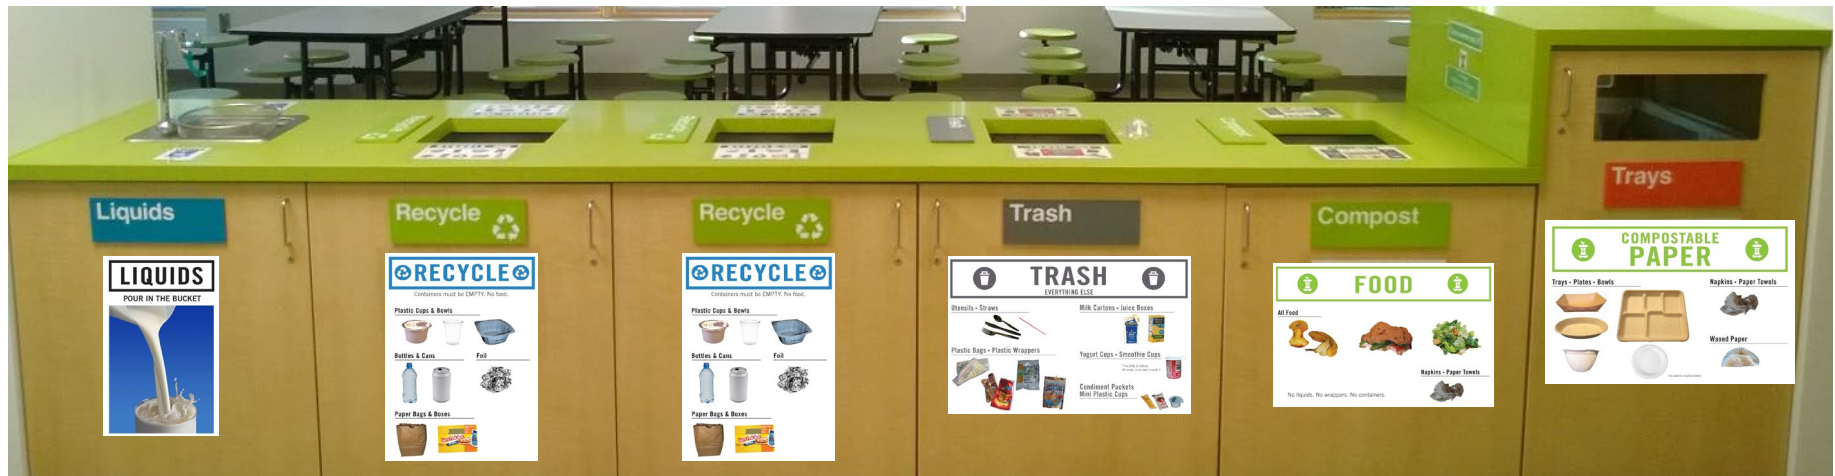 Liquids
LIQUIDS
POUR IN THE BUCKET
Recycle
RECYCLE
Containers must be EMPTY. No food.
Plastic Cups & Bowls
Bottles & Cans
Foil
Paper Bags & Boxes
Recycle
RECYCLE
Containers must be EMPTY. No food.
Plastic Cups & Bowls
Bottles & Cans
Foil
Paper Bags & Boxes
Trash
TRASH
EVERYTHING ELSE
Utensils • Straws
Milk Cartons • Juice Boxes
Plastic Bags • Plastic Wrappers
Yogurt Cups • Smoothie Cups
Condiment Packets
Mini Plastic Cups
Compost
FOOD
All Food
Napkins • Paper Towels
No liquids. No wrappers. No containers.
Trays
COMPOSTABLE
PAPER
Trays • Plates • Bowls
Napkins • Paper Towels
Waxed Paper